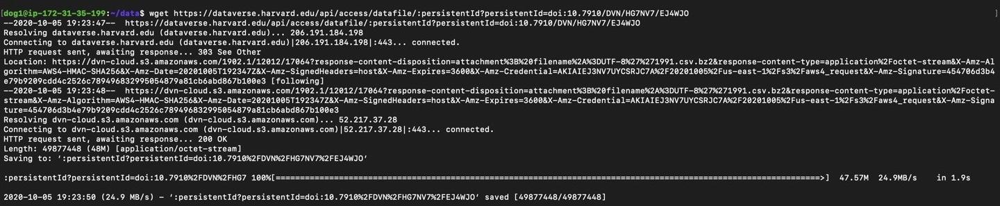 [dog1@ip-172-31-35-199:~/data$ wget https://dataverse.harvard.edu/api/access/datafile/:persistentId?persistentId=doi:10.7910/DVN/HG7NV7/EJ4WJO ]
--2020-10-05 19:23:47--  https://dataverse.harvard.edu/api/access/datafile/:persistentId?persistentId=doi:10.7910/DVN/HG7NV7/EJ4WJO
Resolving dataverse.harvard.edu (dataverse.harvard.edu)... 206.191.184.198
Connecting to dataverse.harvard.edu (dataverse.harvard.edu)|206.191.184.198|:443... connected.
HTTP request sent, awaiting response... 303 See Other
Location: https://dvn-cloud.s3.amazonaws.com/1902.1/12012/17064?response-content-disposition=attachment%3B%20filename%2A%3DUTF-8%27%271991.csv.bz2&response-content-type=application%2Foctet-stream&X-Amz-Al
gorithm=AWS4-HMAC-SHA256&X-Amz-Date=20201005T192347Z&X-Amz-SignedHeaders=host&X-Amz-Expires=3600&X-Amz-Credential=AKIAIEJ3NV7UYCSRJC7A%2F20201005%2Fus-east-1%2Fs3%2Faws4_request&X-Amz-Signature=454706d3b4
e79b9209cdd4c2526c789496832995054879a81cb6abd867b100e3 [following]
--2020-10-05 19:23:48--  https://dvn-cloud.s3.amazonaws.com/1902.1/12012/17064?response-content-disposition=attachment%3B%20filename%2A%3DUTF-8%27%271991.csv.bz2&response-content-type=application%2Foctet-
stream&X-Amz-Algorithm=AWS4-HMAC-SHA256&X-Amz-Date=20201005T192347Z&X-Amz-SignedHeaders=host&X-Amz-Expires=3600&X-Amz-Credential=AKIAIEJ3NV7UYCSRJC7A%2F20201005%2Fus-east-1%2Fs3%2Faws4_request&X-Amz-Signa
ture=454706d3b4e79b9209cdd4c2526c789496832995054879a81cb6abd867b100e3
Resolving dvn-cloud.s3.amazonaws.com (dvn-cloud.s3.amazonaws.com)... 52.217.37.28
Connecting to dvn-cloud.s3.amazonaws.com (dvn-cloud.s3.amazonaws.com)|52.217.37.28|:443... connected.
HTTP request sent, awaiting response... 200 OK
Length: 49877448 (48M) [application/octet-stream]
Saving to: ‘:persistentId?persistentId=doi:10.7910%2FDVN%2FHG7NV7%2FEJ4WJO’
:persistentId?persistentId=doi:10.7910%2FDVN%2FHG7 100%[================================================================================================================>]  47.57M  24.9MB/s    in 1.9s
2020-10-05 19:23:50 (24.9 MB/s) - ‘:persistentId?persistentId=doi:10.7910%2FDVN%2FHG7NV7%2FEJ4WJO’ saved [49877448/49877448]